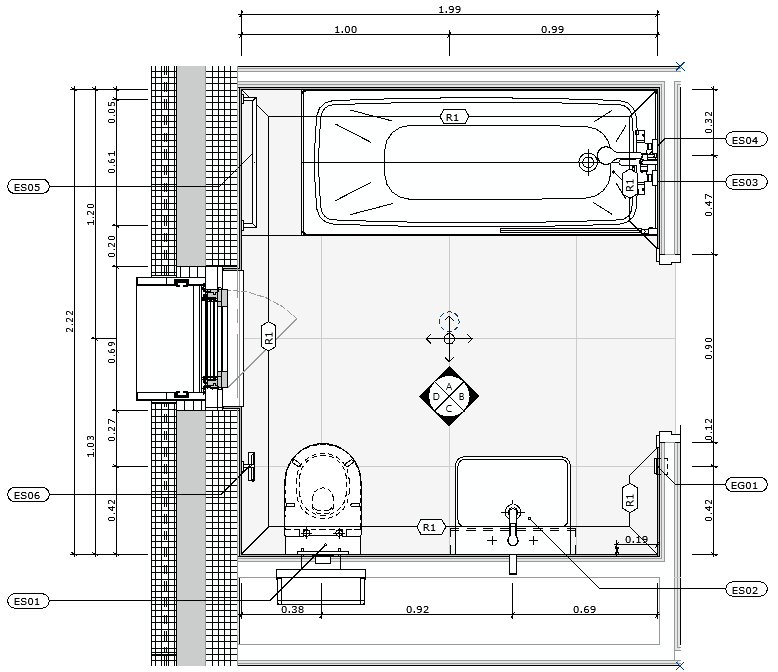 1.99
1.00 0.99
0.05
0.32
R1
ES04
0.61
ES05
R1
ES03
1.20
0.47
0.20
2.22
R1
0.69
0.90
A
D B
C
0.27
0.12
1.03
ES06
0.42
R1
EG01
0.42
R1
0.19
ES01
ES02
0.38 0.92 0.69